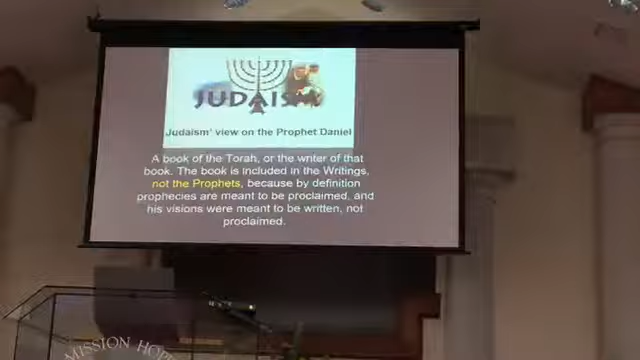 JUDAISM
Judaism' view on the Prophet Daniel
A book of the Torah, or the writer of that
book. The book is included in the Writings,
not the Prophets, because by definition
prophecies are meant to be proclaimed, and
his visions were meant to be written, not
proclaimed.
MISSION HOPE